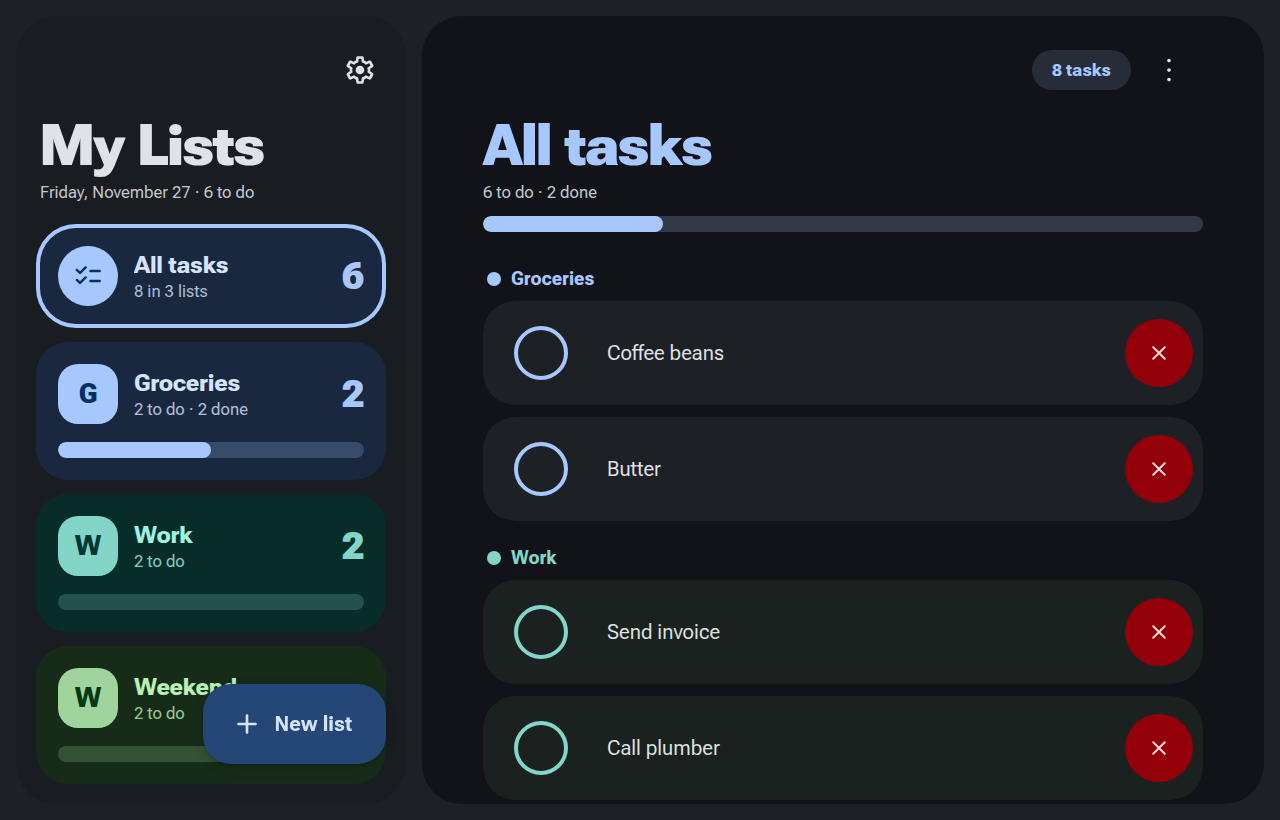 My Lists
Friday, November 27 · 6 to do
All tasks
8 in 3 lists
6
G
Groceries
2 to do · 2 done
2
W
Work
2 to do
2
W
Weekend
2 to do
New list
8 tasks
All tasks
6 to do · 2 done
Groceries
Coffee beans
Butter
Work
Send invoice
Call plumber